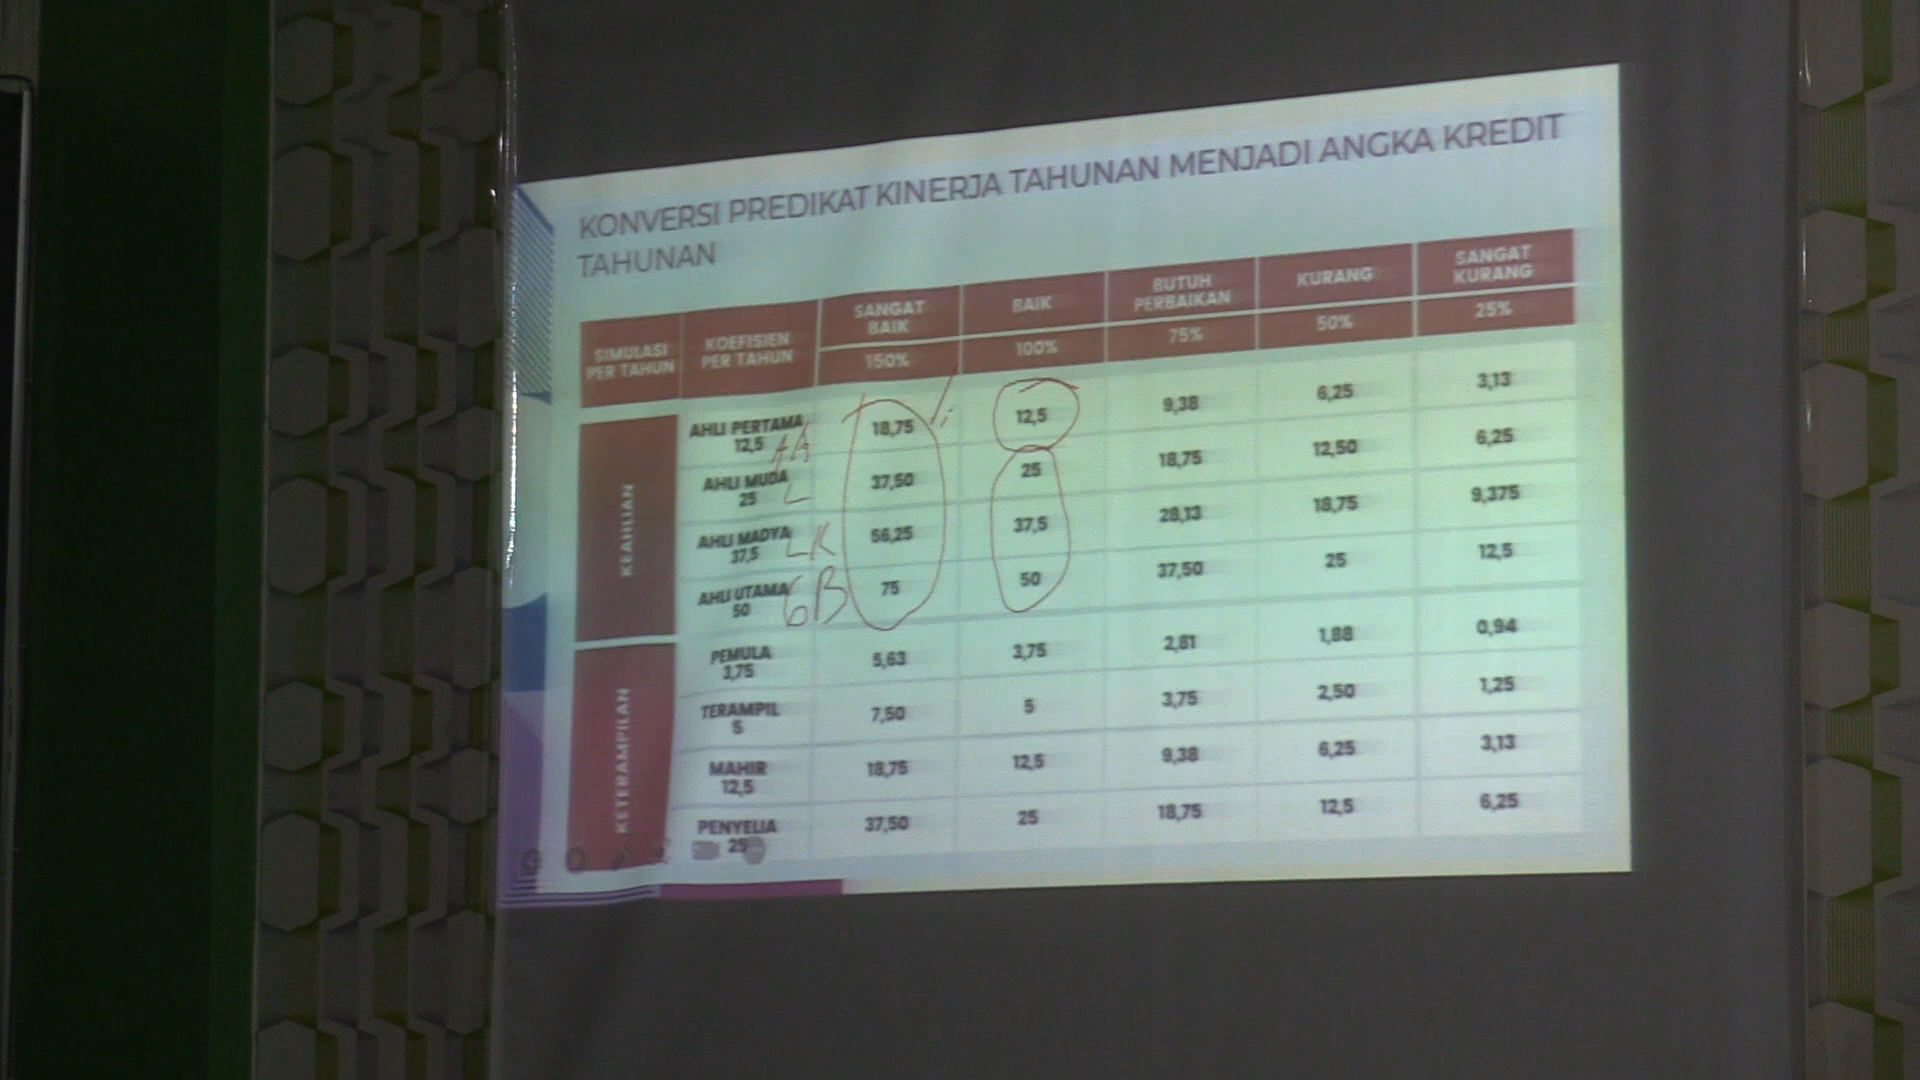 KONVERSI PREDIKAT KINERJA TAHUNAN MENJADI ANGKA KREDIT
TAHUNAN
SIMULASI PER TAHUN KOEFISIEN PER TAHUN SANGAT BAIK BAIK BUTUH PERBAIKAN KURANG SANGAT KURANG
150% 100% 75% 50% 25%
KEAHLIAN
AHLI PERTAMA 18,75 12,5 9,38 6,25 3,13
12,5 AA
AHLI MUDA 37,50 25 18,75 12,50 6,25
25 L
AHLI MADYA 56,25 37,5 28,13 18,75 9,375
37,5 LK
AHLI UTAMA 75 50 37,50 25 12,5
50 GB
KETERAMPILAN
PEMULA 5,63 3,75 2,81 1,88 0,94
3,75
TERAMPIL 7,50 5 3,75 2,50 1,25
5
MAHIR 18,75 12,5 9,38 6,25 3,13
12,5
PENYELIA 37,50 25 18,75 12,5 6,25
25